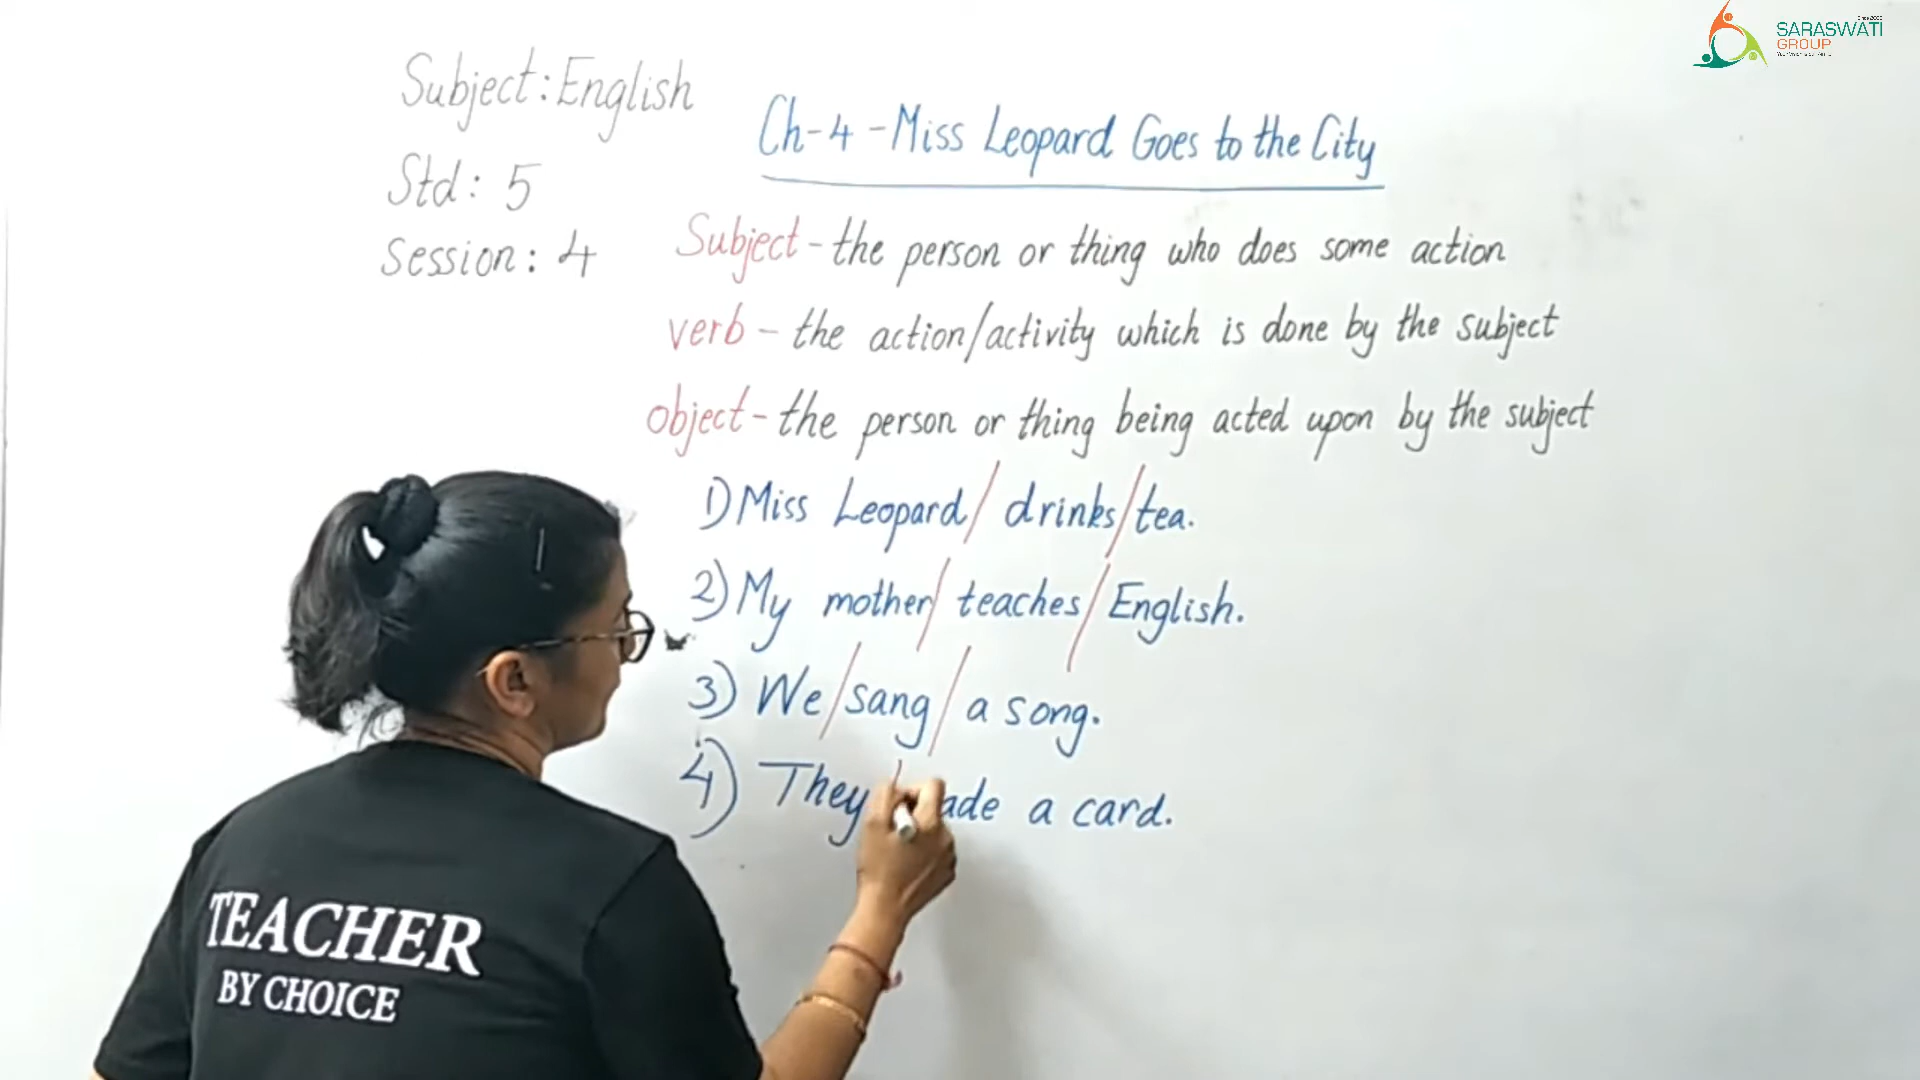 SARASWATI
GROUP
Subject: English
Std: 5
Session: 4
Ch-4 - Miss Leopard Goes to the City
Subject - the person or thing who does some action
verb - the action/activity which is done by the subject
object - the person or thing being acted upon by the subject
1) Miss Leopard / drinks / tea.
2) My mother / teaches / English.
3) We / sang / a song.
4) They / ade a card.
TEACHER
BY CHOICE